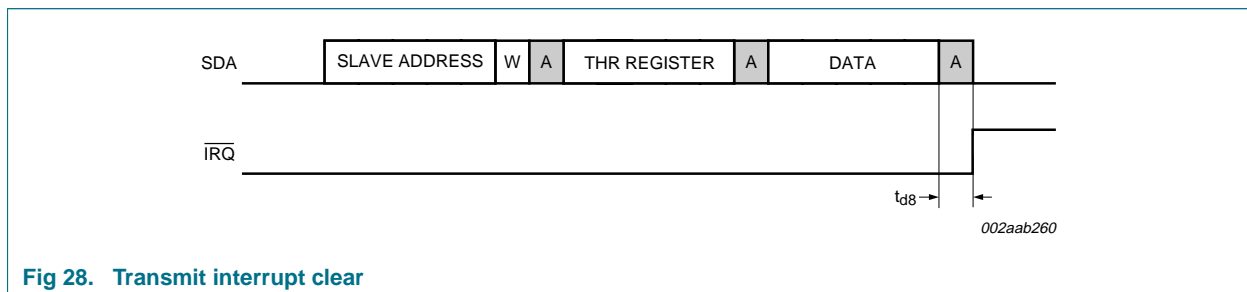 SDA SLAVE ADDRESS W A THR REGISTER A DATA A
IRQ
td8
002aab260
Fig 28. Transmit interrupt clear